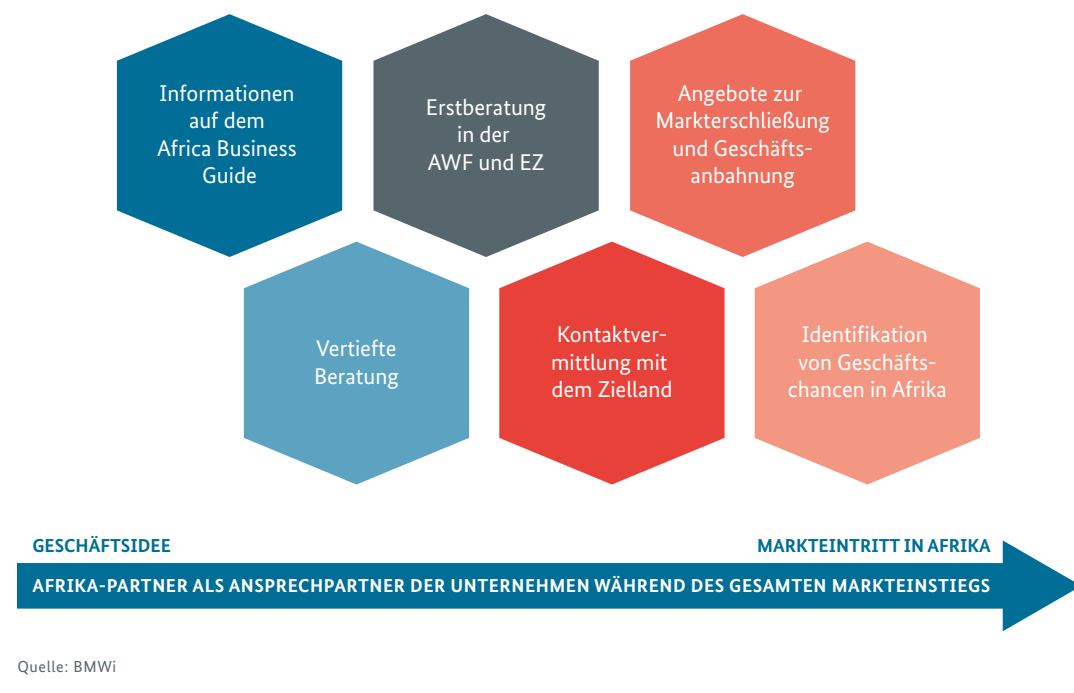 Informationen
auf dem
Africa Business
Guide
Erstberatung
in der
AWF und EZ
Angebote zur
Markterschließung
und Geschäfts-
anbahnung
Vertiefte
Beratung
Kontaktver-
mittlung mit
dem Zielland
Identifikation
von Geschäfts-
chancen in Afrika
GESCHÄFTSIDEE
MARKTEINTRITT IN AFRIKA
AFRIKA-PARTNER ALS ANSPRECHPARTNER DER UNTERNEHMEN WÄHREND DES GESAMTEN MARKTEINSTIEGS
Quelle: BMWi